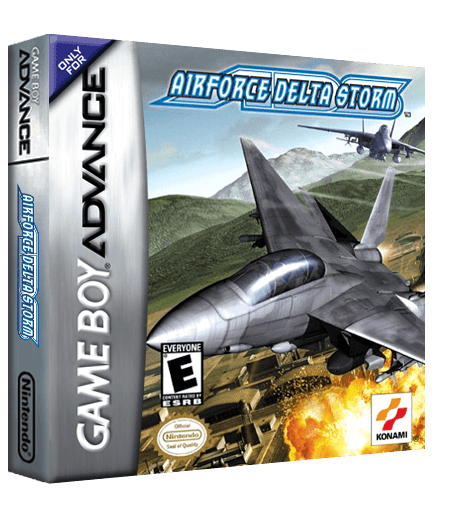 GAME BOY
ADVANCE
AIRFORCE DELTA STORM
Nintendo
ONLY
FOR
GAME BOY ADVANCE
AIRFORCE DELTA STORM
™
EVERYONE
E
CONTENT RATED BY
ESRB
Official
Nintendo
Seal of Quality
KONAMI